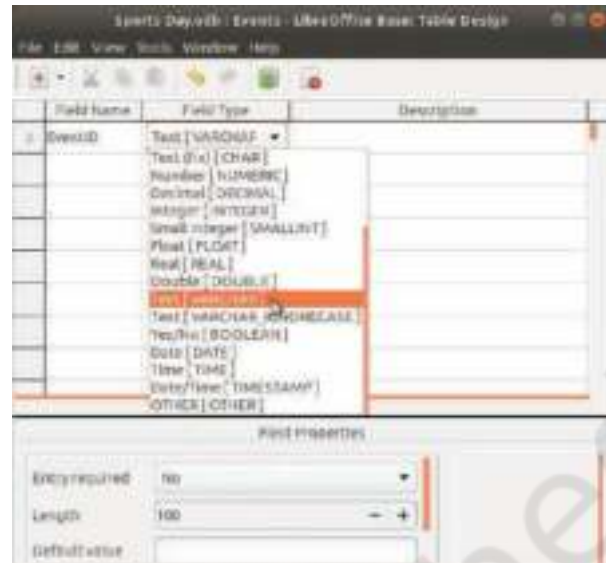 Sports Day.odb : Events - LibreOffice Base: Table Design
File Edit View Tools Window Help
Field Name Field Type Description
EventID Text [ VARCHAR
Text (fix) [ CHAR ]
Number [ NUMERIC ]
Decimal [ DECIMAL ]
Integer [ INTEGER ]
Small Integer [ SMALLINT ]
Float [ FLOAT ]
Real [ REAL ]
Double [ DOUBLE ]
Text [ VARCHAR ]
Text [ VARCHAR_IGNORECASE ]
Yes/No [ BOOLEAN ]
Date [ DATE ]
Time [ TIME ]
Date/Time [ TIMESTAMP ]
OTHER [ OTHER ]
Field Properties
Entry required No
Length 100 - +
Default value